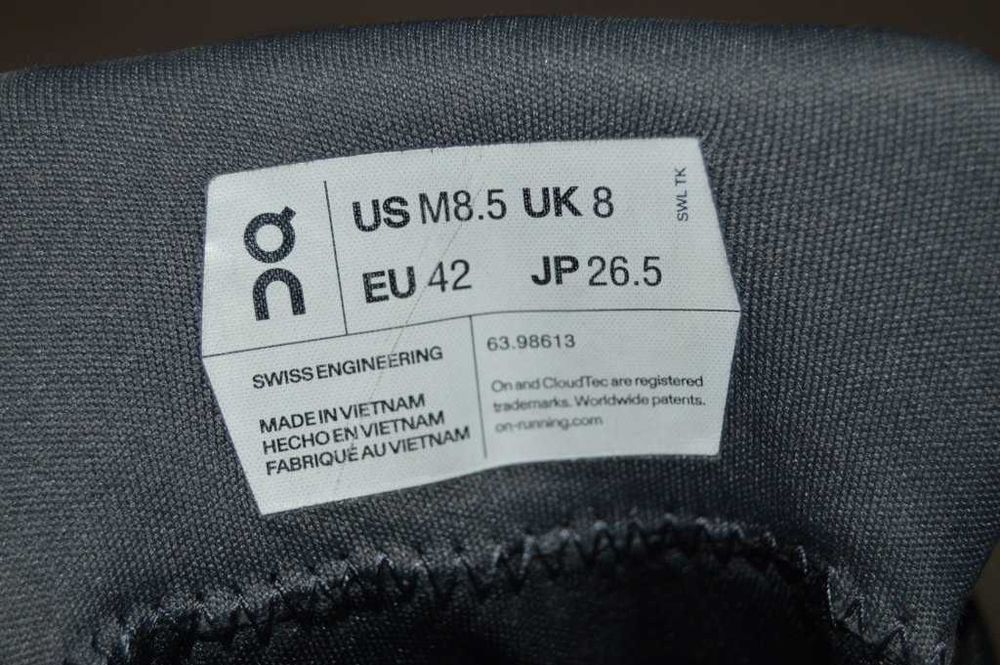 on
US M8.5 UK 8
EU 42 JP 26.5
SWL TK
SWISS ENGINEERING
MADE IN VIETNAM
HECHO EN VIETNAM
FABRIQUÉ AU VIETNAM
63.98613
On and CloudTec are registered
trademarks. Worldwide patents.
on-running.com